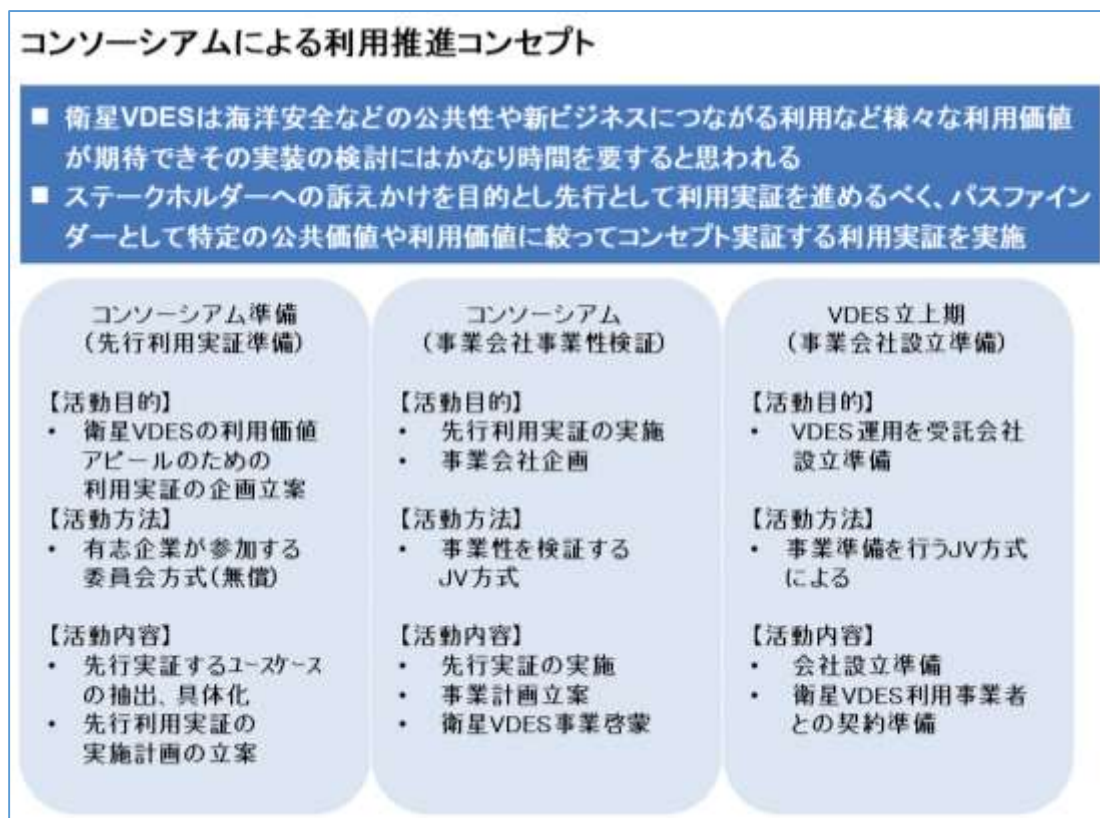 コンソーシアムによる利用推進コンセプト
■ 衛星VDESは海洋安全などの公共性や新ビジネスにつながる利用など様々な利用価値
が期待できその実装の検討にはかなり時間を要すると思われる
■ ステークホルダーへの訴えかけを目的とし先行として利用実証を進めるべく、パスファイン
ダーとして特定の公共価値や利用価値に絞ってコンセプト実証する利用実証を実施
コンソーシアム準備
(先行利用実証準備)
【活動目的】
・ 衛星VDESの利用価値
アピールのための
利用実証の企画立案
【活動方法】
・ 有志企業が参加する
委員会方式(無償)
【活動内容】
・ 先行実証するユースケース
の抽出、具体化
・ 先行利用実証の
実施計画の立案
コンソーシアム
(事業会社事業性検証)
【活動目的】
・ 先行利用実証の実施
・ 事業会社企画
【活動方法】
・ 事業性を検証する
JV方式
【活動内容】
・ 先行実証の実施
・ 事業計画立案
・ 衛星VDES事業啓蒙
VDES立上期
(事業会社設立準備)
【活動目的】
・ VDES運用を受託会社
設立準備
【活動方法】
・ 事業準備を行うJV方式
による
【活動内容】
・ 会社設立準備
・ 衛星VDES利用事業者
との契約準備